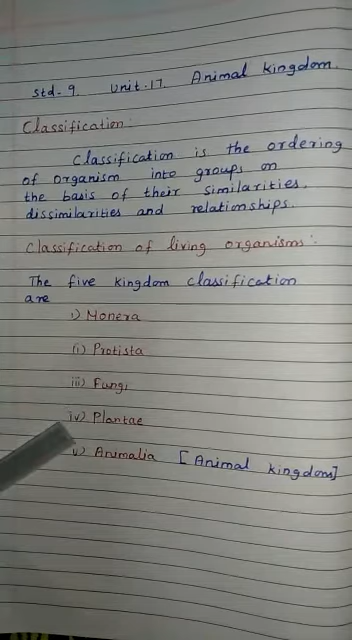 Std-9 Unit.17. Animal kingdom.
Classification:
Classification is the ordering
of organism into groups on
the basis of their similarities,
dissimilarities and relationships.
Classification of living organisms:
The five kingdom classification
are
i) Monera
(i) Protista
iii) Fungi
iv) Plantae
v) Animalia [Animal kingdom]